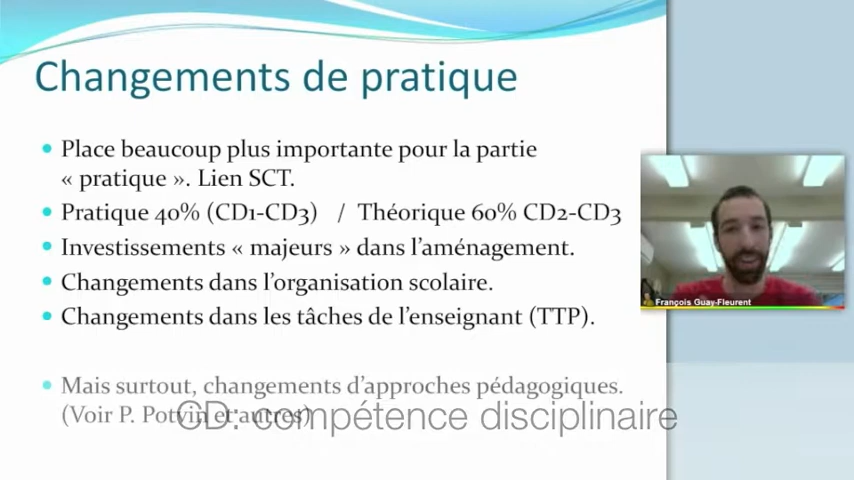 Changements de pratique
• Place beaucoup plus importante pour la partie
« pratique ». Lien SCT.
• Pratique 40% (CD1-CD3) / Théorique 60% CD2-CD3
• Investissements « majeurs » dans l’aménagement.
• Changements dans l’organisation scolaire.
• Changements dans les tâches de l’enseignant (TTP).
• Mais surtout, changements d’approches pédagogiques.
(Voir P. Potvin et autres)
CD: compétence disciplinaire
François Guay-Fleurent